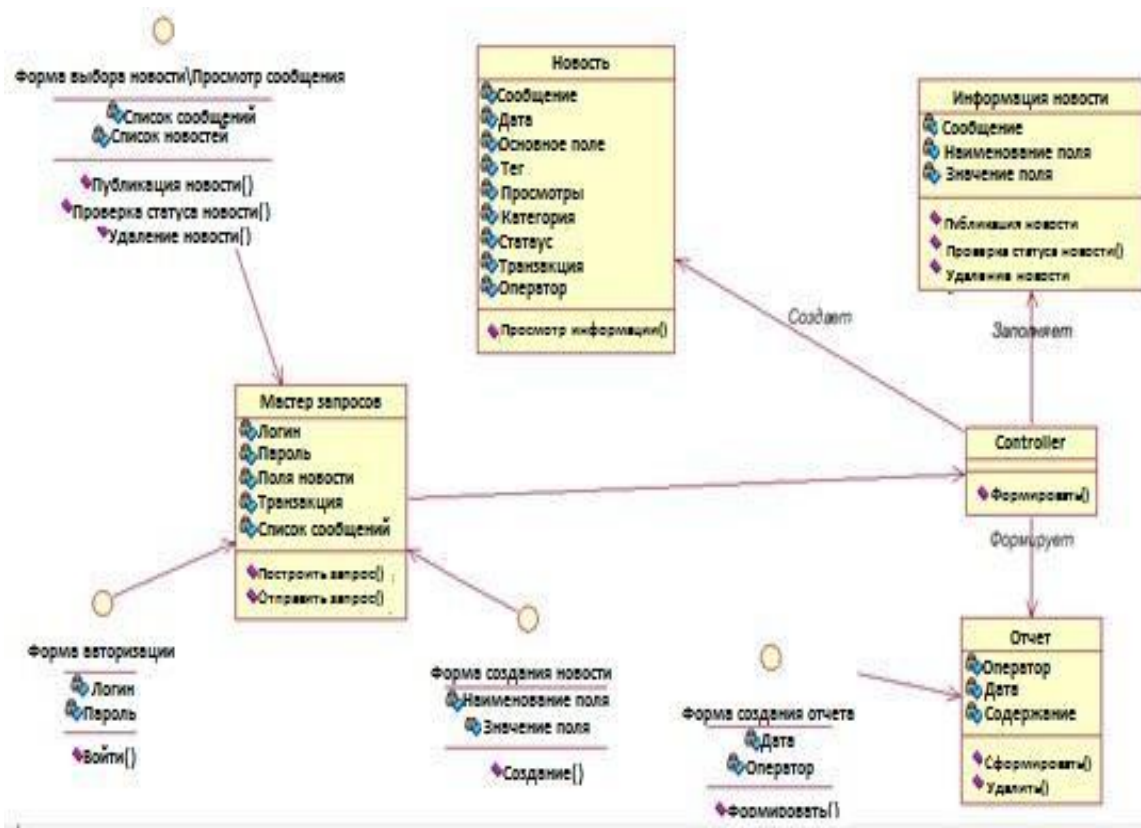 Форма выбора новости\Просмотр сообщения
Список сообщений
Список новостей
Публикация новости()
Проверка статуса новости()
Удаление новости()
Новость
Сообщение
Дата
Основное поле
Тег
Просмотры
Категория
Статаус
Транзакция
Оператор
Просмотр информации()
Информация новости
Сообщение
Наименование поля
Значение поля
Публикация новости
Проверка статуса новости()
Удаление новости
Создает
Заполняет
Мастер запросов
Логин
Пароль
Поля новости
Транзакция
Список сообщений
Построить запрос()
Отправить запрос()
Controller
Формировать()
Формирует
Форма авторизации
Логин
Пароль
Войти()
Форма создания новости
Наименование поля
Значение поля
Создание()
Форма создания отчета
Дата
Оператор
Формировать()
Отчет
Оператор
Дата
Содержание
Сформировать()
Удалить()